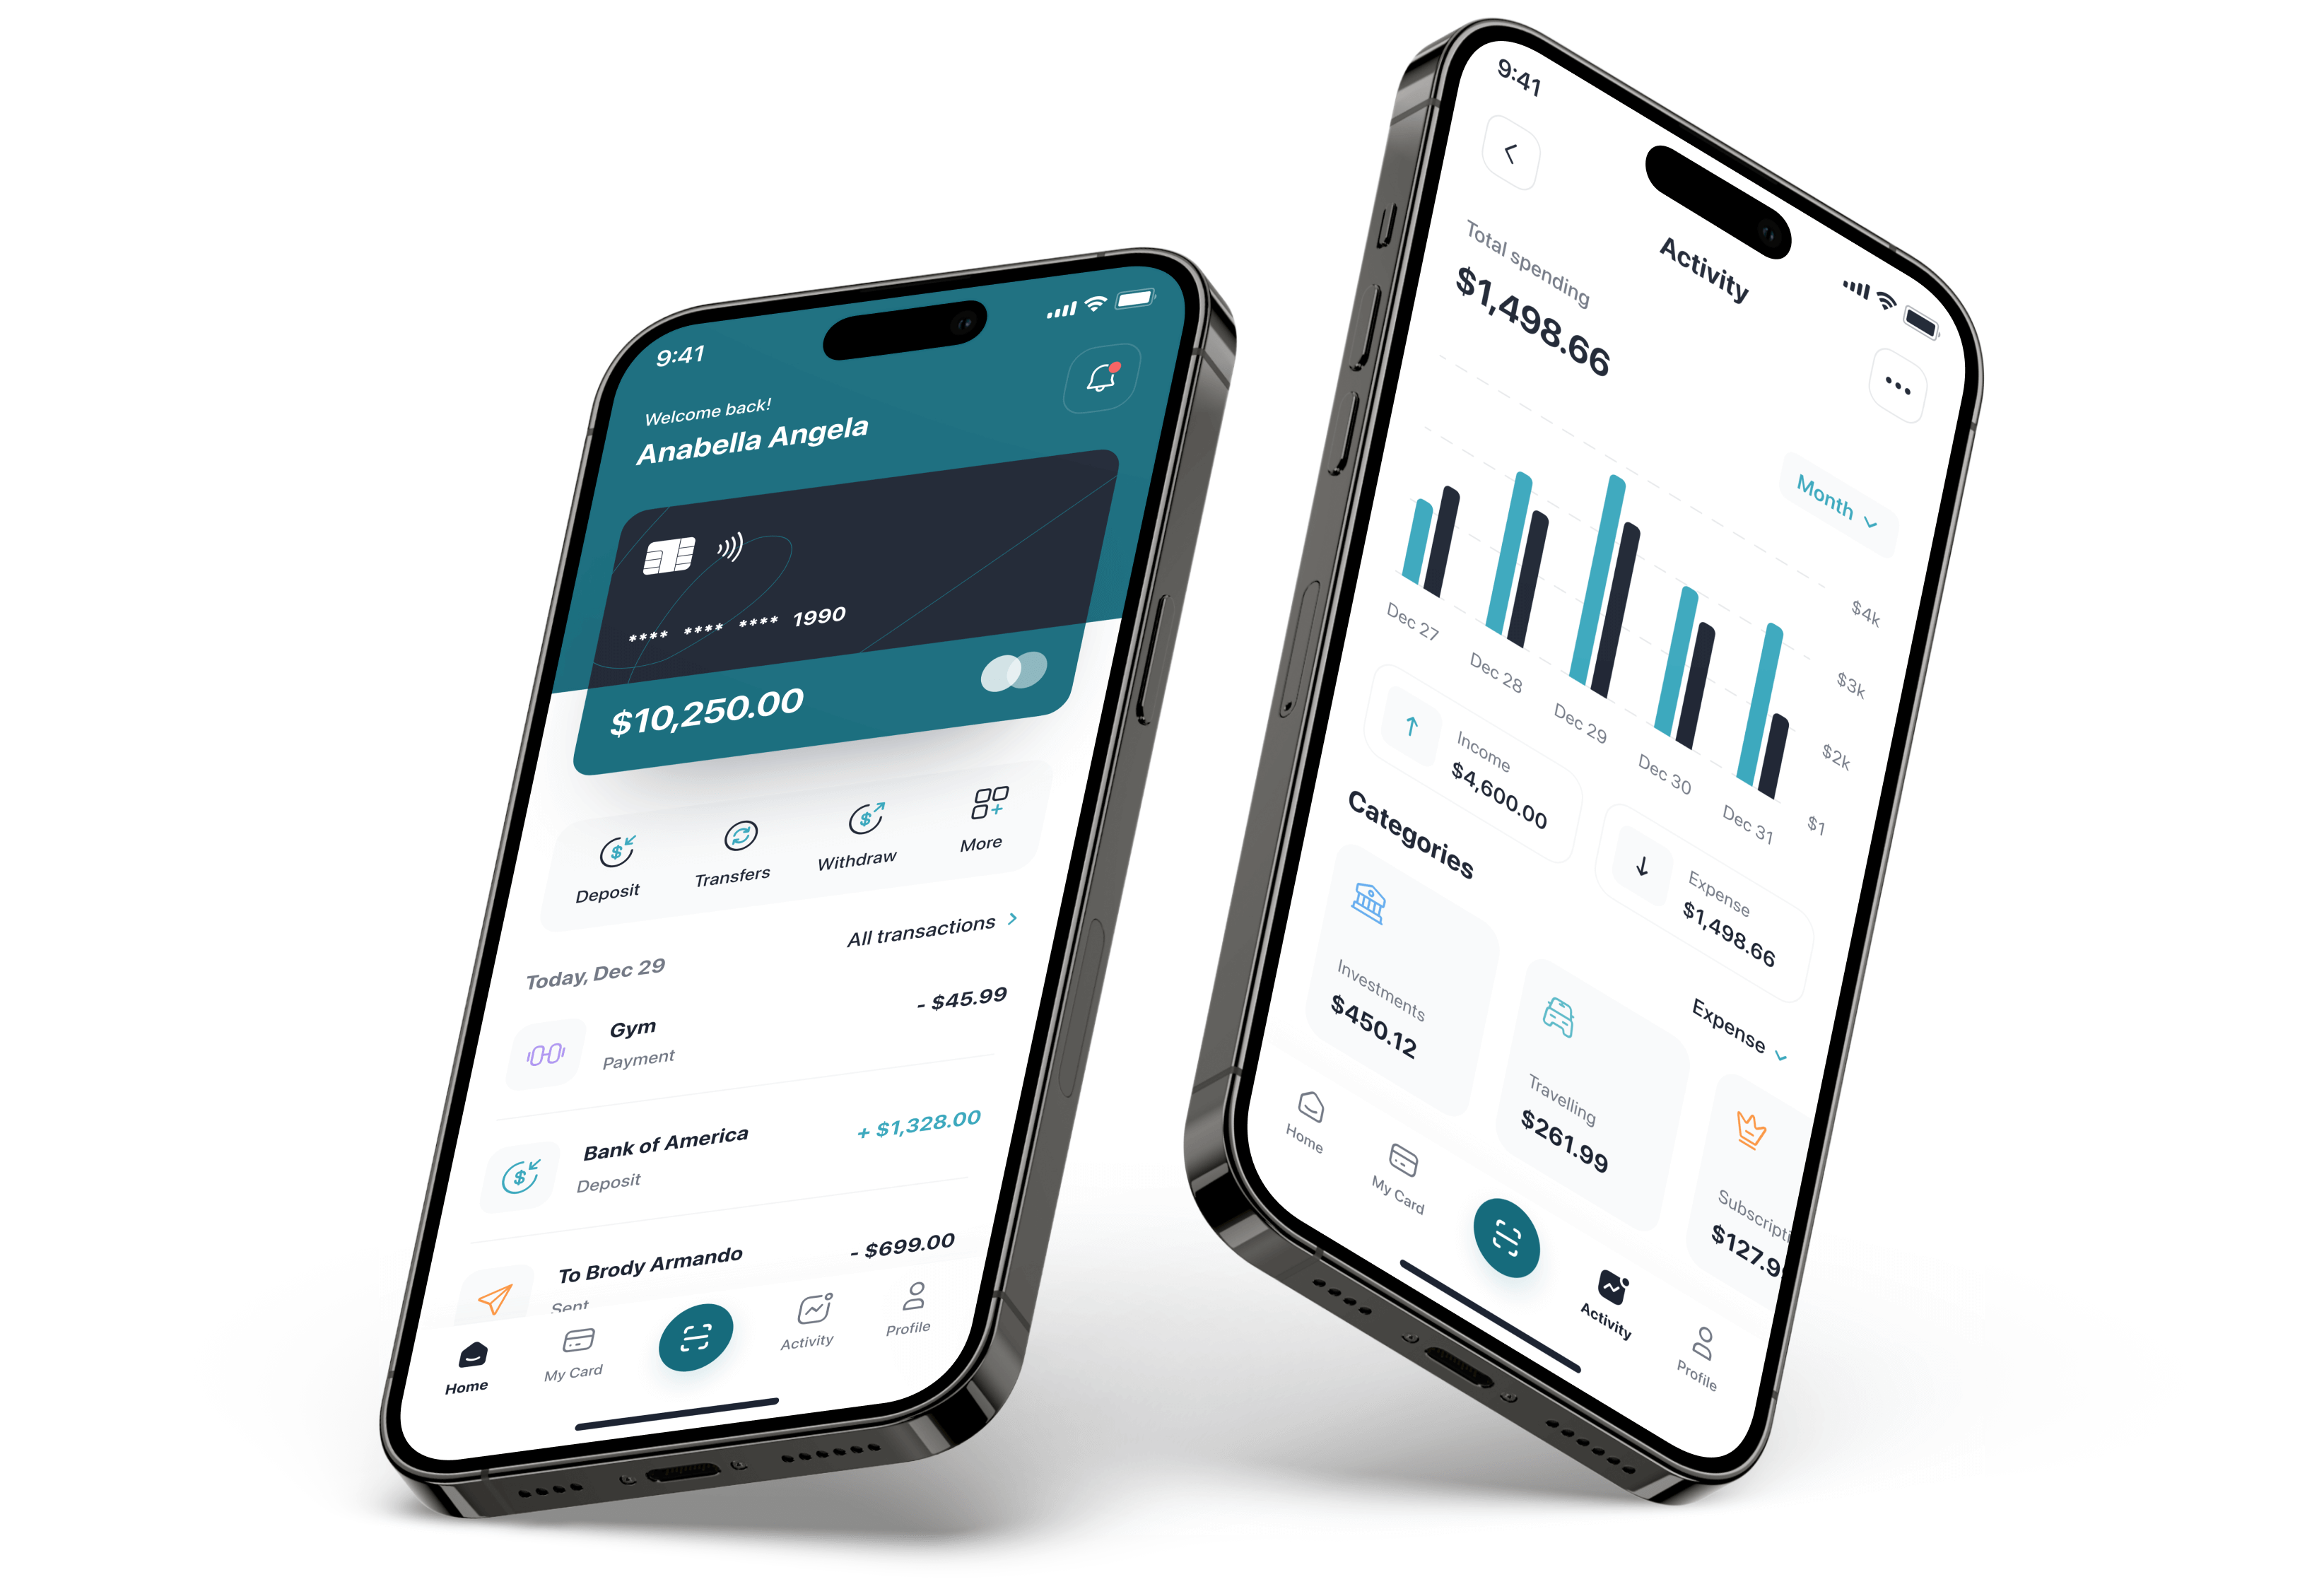 9:41
Welcome back!
Anabella Angela
**** **** **** 1990
$10,250.00
Deposit
Transfers
Withdraw
More
All transactions
Today, Dec 29
Gym
- $45.99
Payment
Bank of America
+ $1,328.00
Deposit
To Brody Armando
- $699.00
Sent
Home
My Card
Activity
Profile
9:41
Activity
Total spending
$1,498.66
Month
$4k
$3k
$2k
$1
Dec 27
Dec 28
Dec 29
Dec 30
Dec 31
Income
$4,600.00
Expense
$1,498.66
Categories
Expense
Investments
$450.12
Travelling
$261.99
Subscripti
$127.9
Home
My Card
Activity
Profile